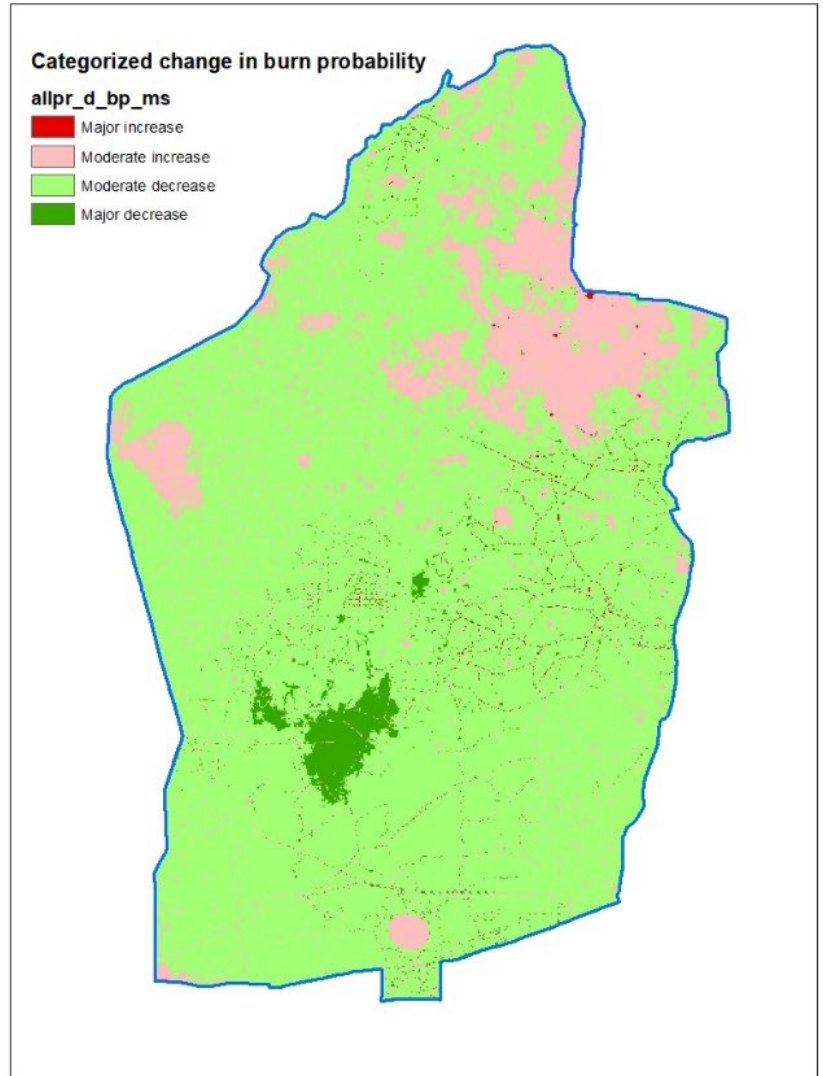 Categorized change in burn probability
allpr_d_bp_ms
Major increase
Moderate increase
Moderate decrease
Major decrease